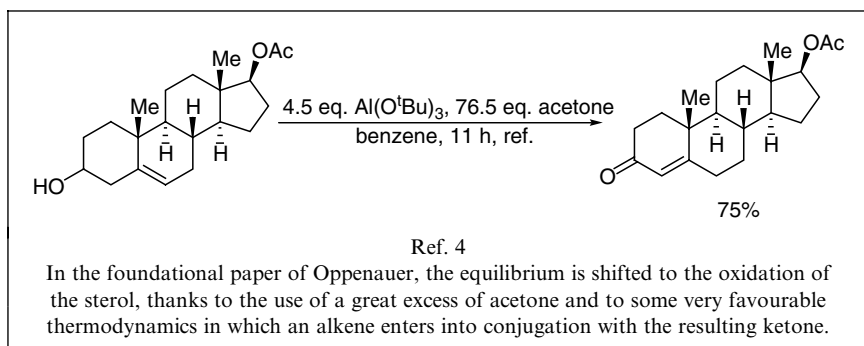 OAc
Me
Me
H
H
H
HO
4.5 eq. Al(OᵗBu)₃, 76.5 eq. acetone
benzene, 11 h, ref.
OAc
Me
Me
H
H
H
O
75%
Ref. 4
In the foundational paper of Oppenauer, the equilibrium is shifted to the oxidation of
the sterol, thanks to the use of a great excess of acetone and to some very favourable
thermodynamics in which an alkene enters into conjugation with the resulting ketone.